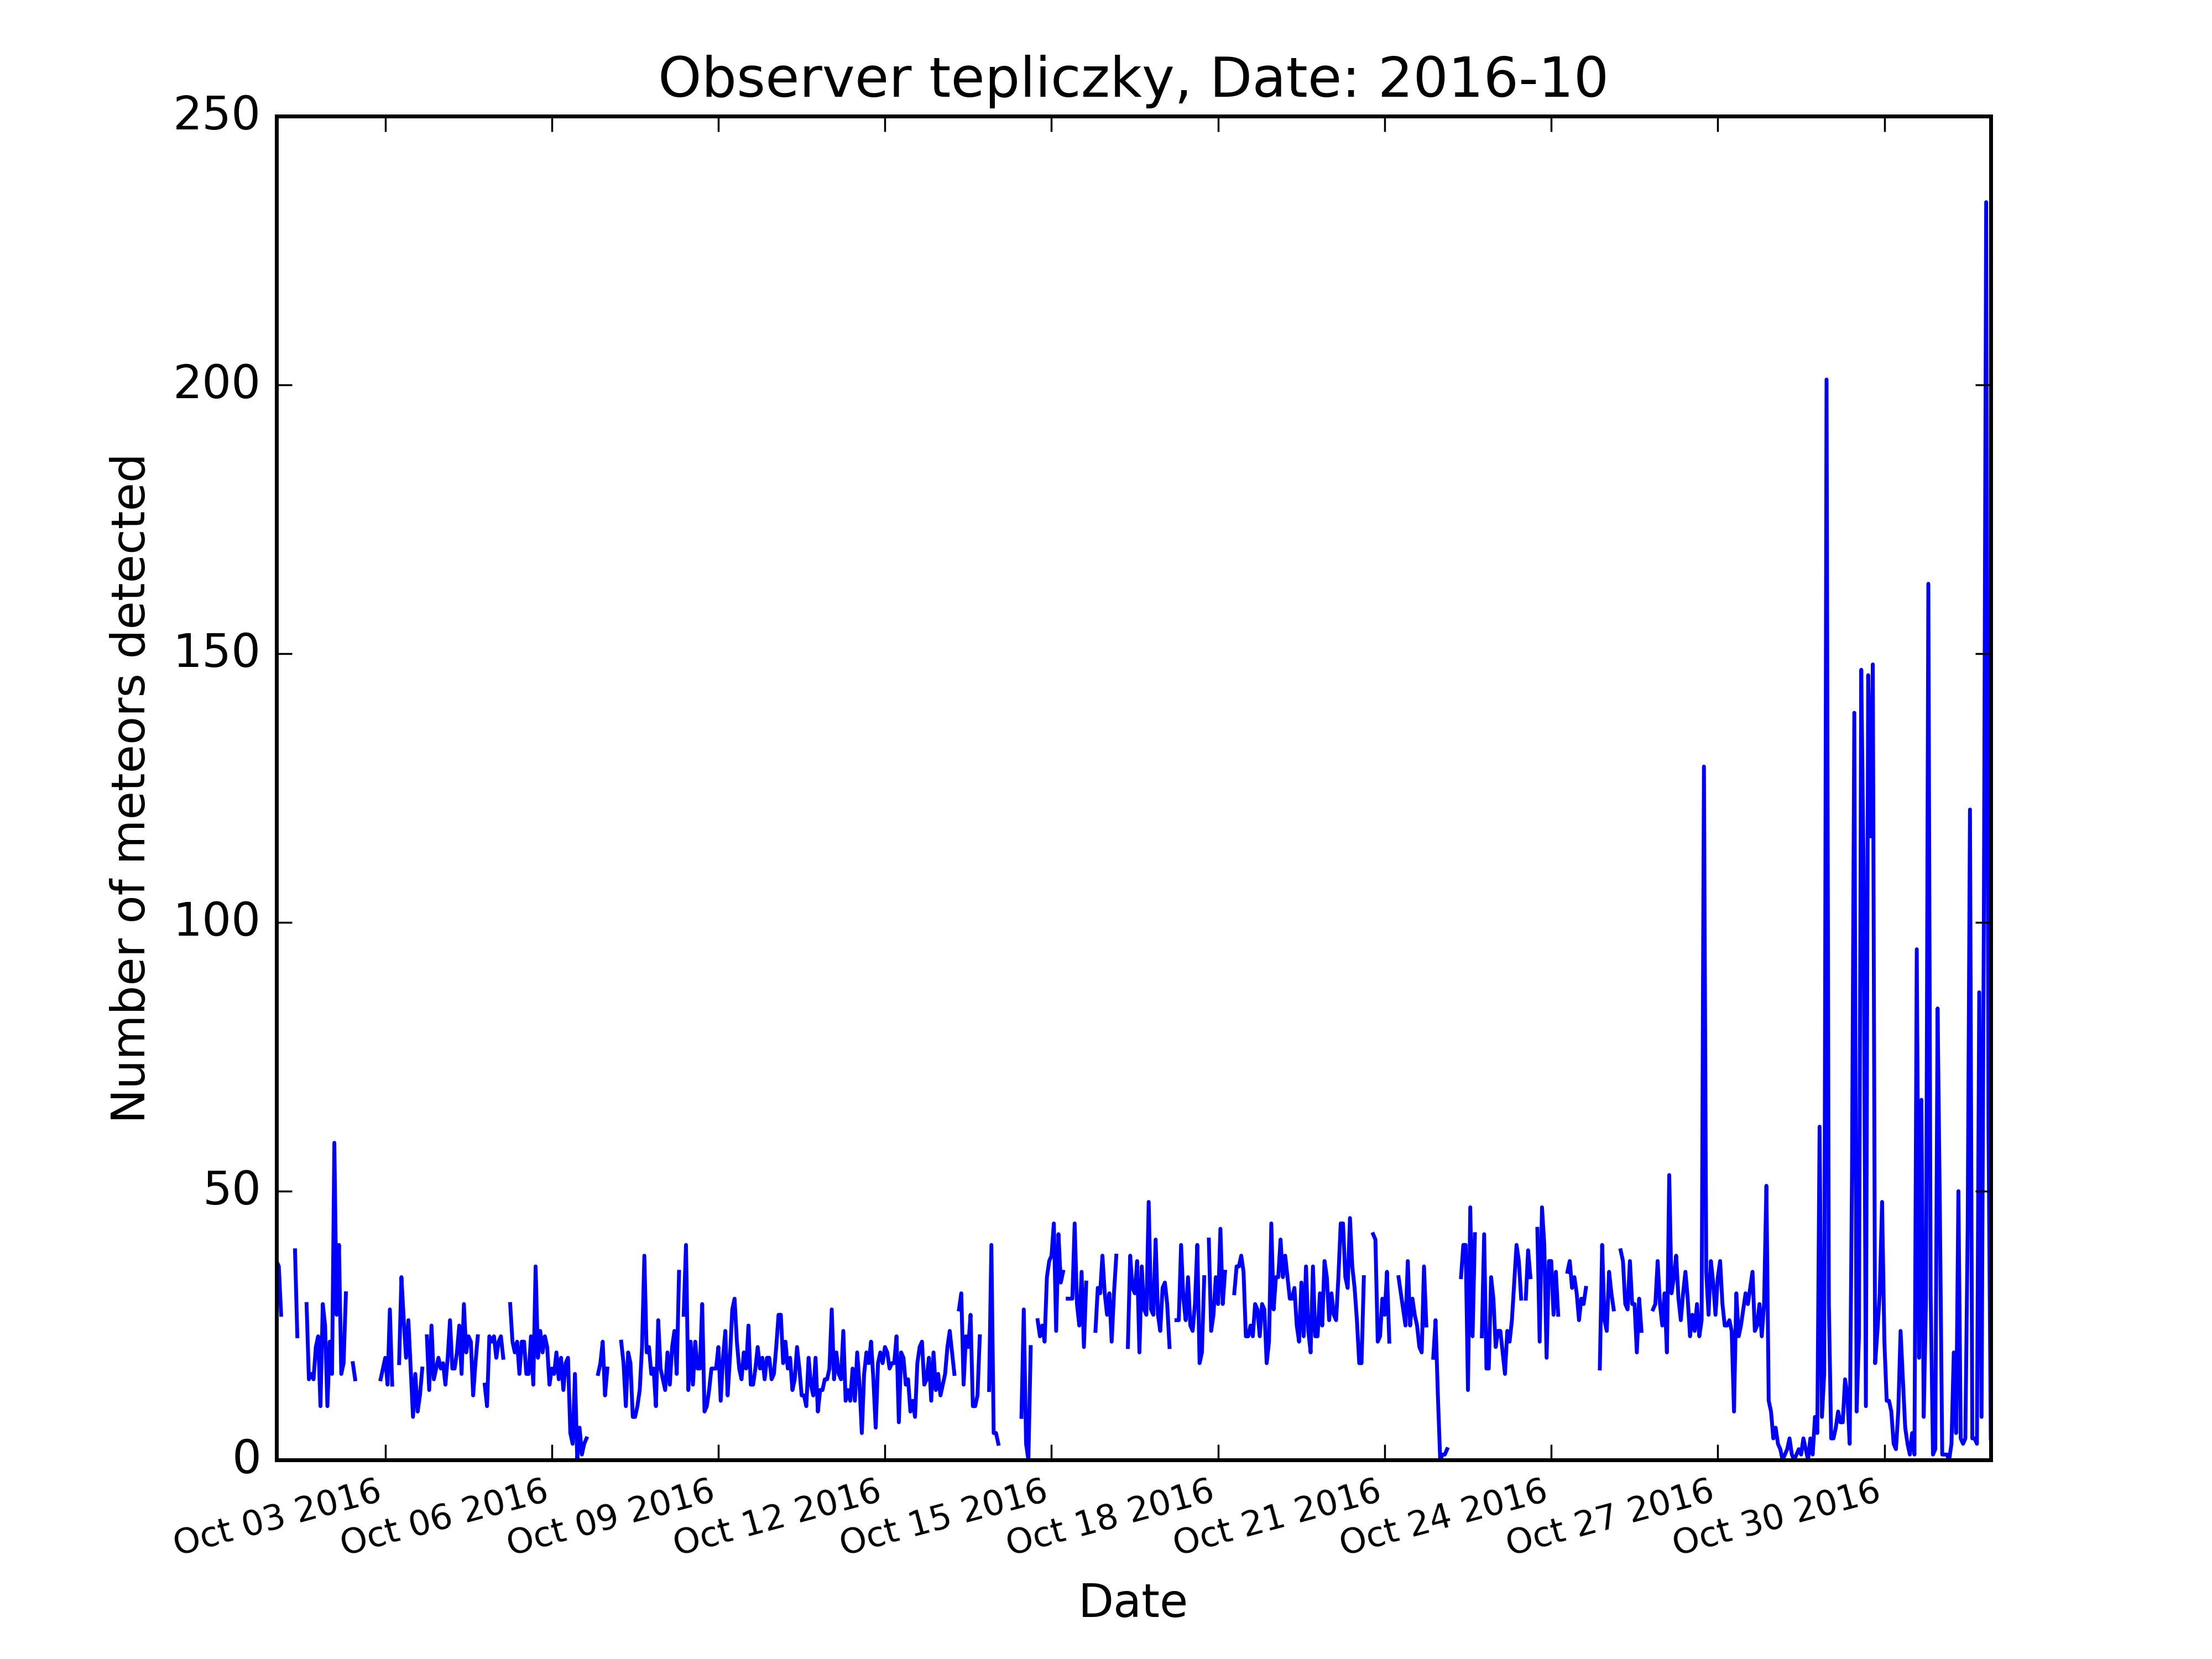 Observer tepliczky, Date: 2016-10
250
200
150
100
50
0
Number of meteors detected
Oct 03 2016
Oct 06 2016
Oct 09 2016
Oct 12 2016
Oct 15 2016
Oct 18 2016
Oct 21 2016
Oct 24 2016
Oct 27 2016
Oct 30 2016
Date